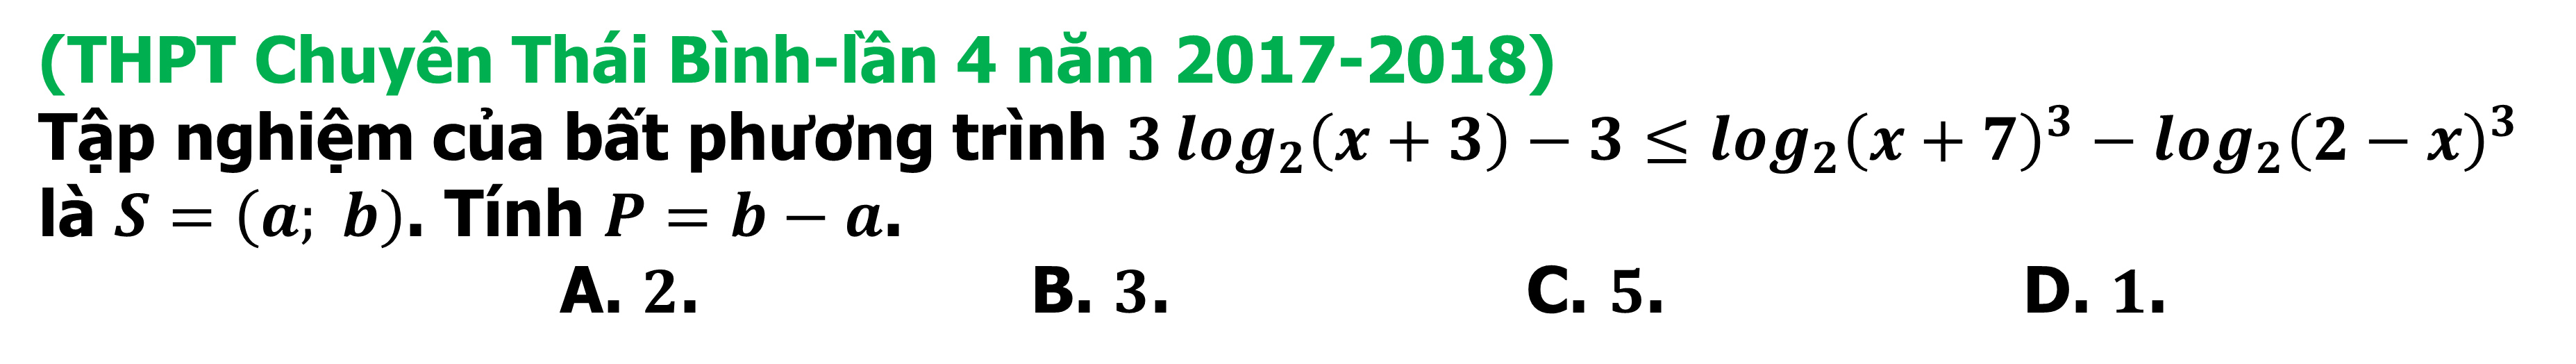 (THPT Chuyên Thái Bình-lần 4 năm 2017-2018)
Tập nghiệm của bất phương trình 3 log₂(x + 3) − 3 ≤ log₂(x + 7)³ − log₂(2 − x)³
là S = (a; b). Tính P = b − a.
A. 2. B. 3. C. 5. D. 1.